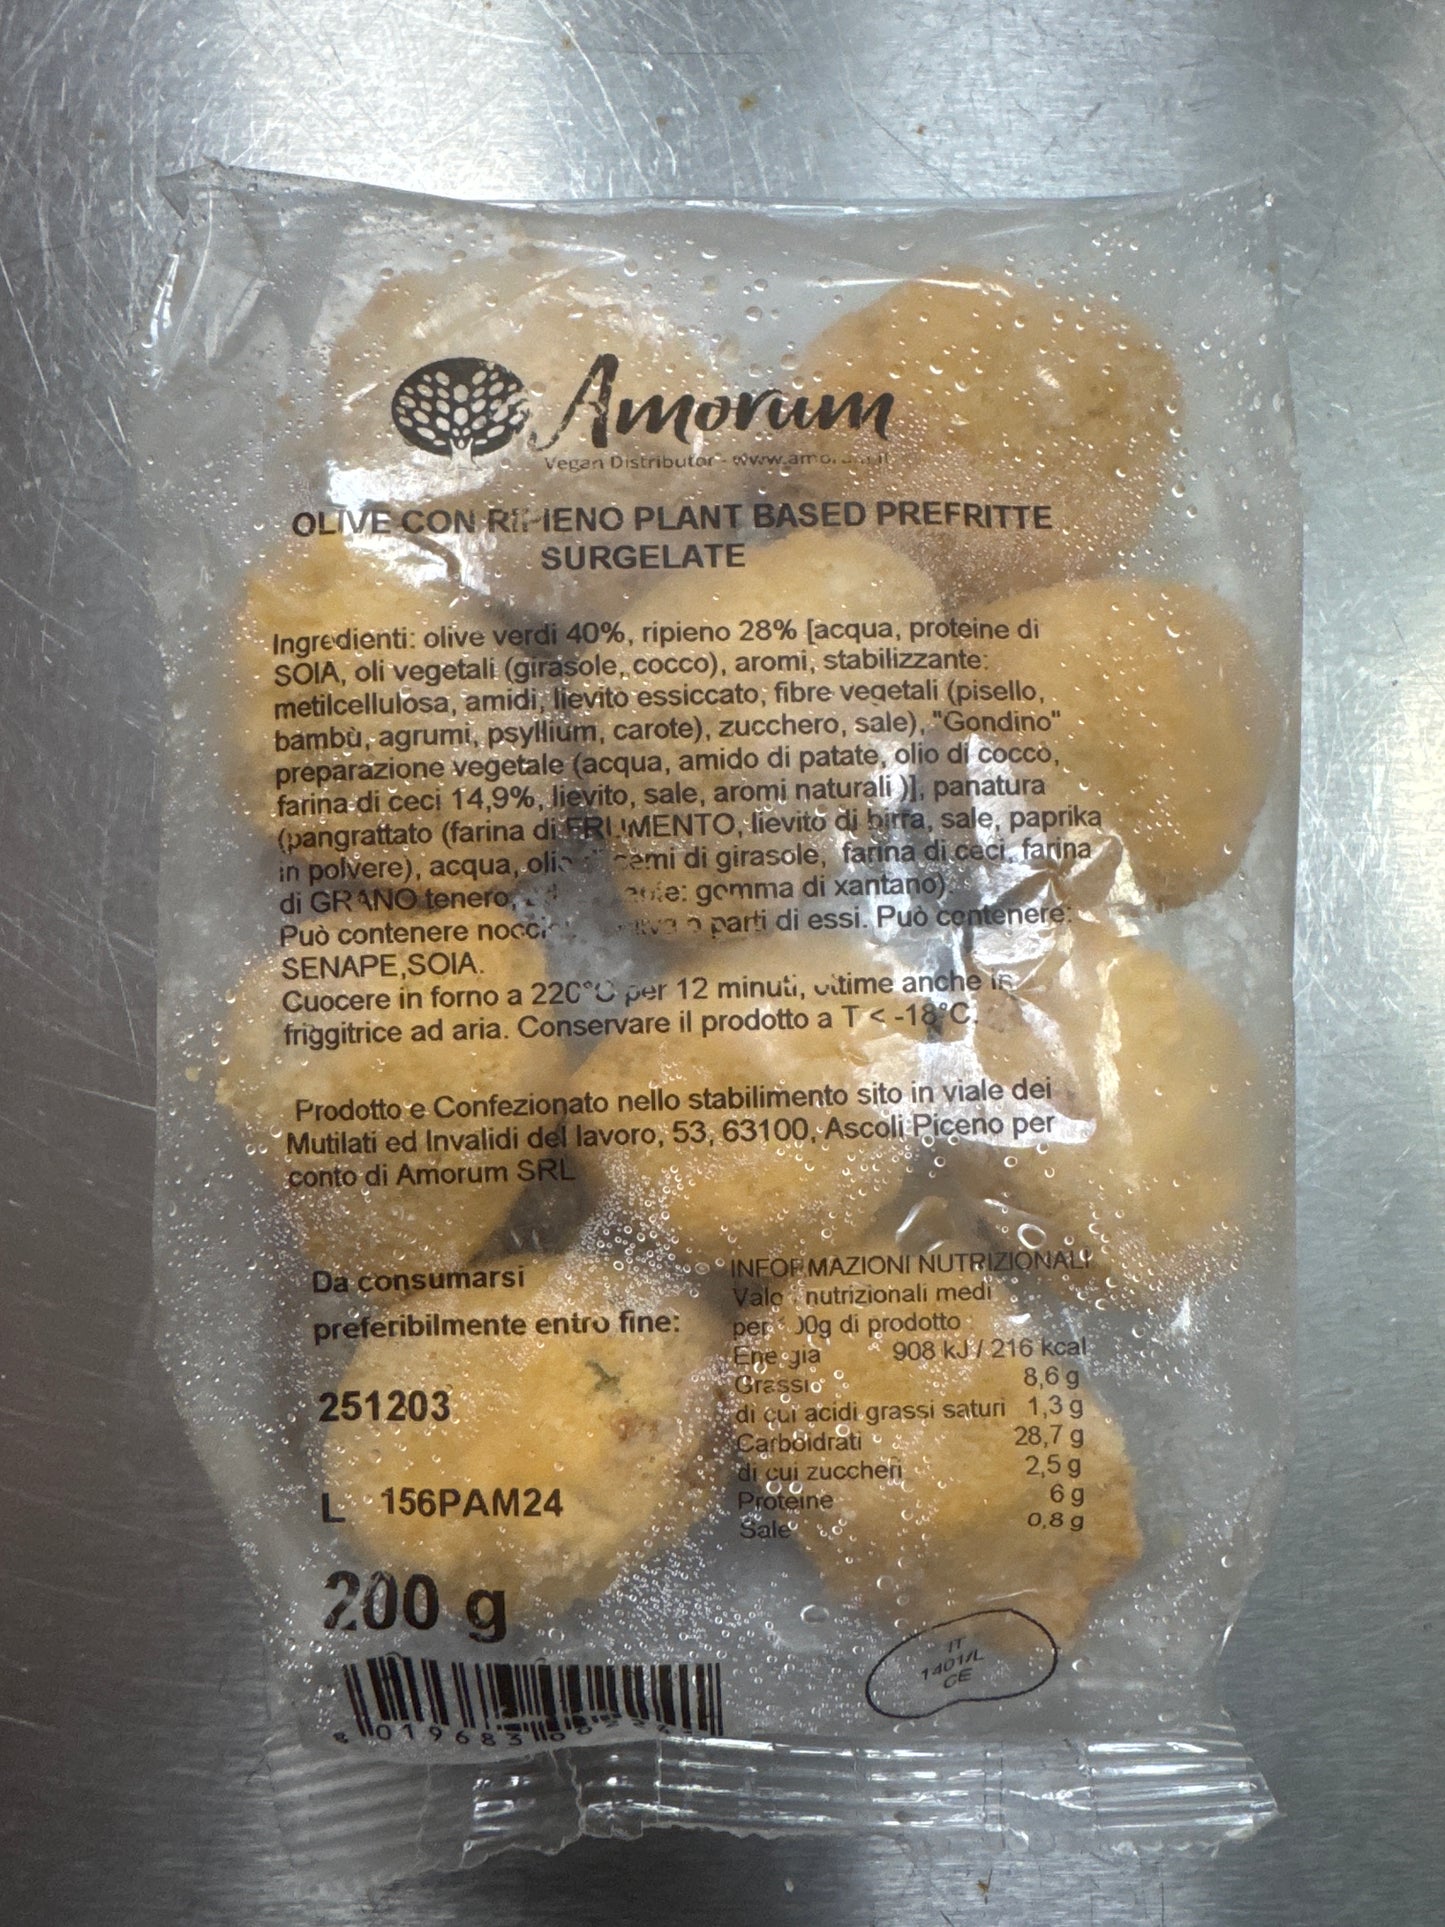 Amorum
Vegan Distributor - www.
OLIVE CON RIPIENO PLANT BASED PREFRITTE
SURGELATE
Ingredienti: olive verdi 40%, ripieno 28% [acqua, proteine di
SOIA, oli vegetali (girasole, cocco), aromi, stabilizzante:
metilcellulosa, amidi, lievito essiccato, fibre vegetali (pisello,
bambù, agrumi, psyllium, carote), zucchero, sale), "Gondino"
preparazione vegetale (acqua, amido di patate, olio di cocco,
farina di ceci 14,9%, lievito, sale, aromi naturali )], panatura
(pangrattato (farina di FRUMENTO, lievito di birra, sale, paprika
in polvere), acqua, olio di semi di girasole, farina di ceci, farina
di GRANO tenero, gomma di xantano).
Può contenere o parti di essi. Può contenere:
SENAPE,SOIA.
Cuocere in forno a 220°C per 12 minuti, ottime anche in
friggitrice ad aria. Conservare il prodotto a T < -18°C.
Prodotto e Confezionato nello stabilimento sito in viale dei
Mutilati ed Invalidi del lavoro, 53, 63100, Ascoli Piceno per
conto di Amorum SRL
Da consumarsi
preferibilmente entro fine:
251203
L 156PAM24
200 g
INFORMAZIONI NUTRIZIONALI
Valori nutrizionali medi
per 100g di prodotto
Energia 908 kJ / 216 kcal
Grassi 8,6 g
di cui acidi grassi saturi 1,3 g
Carboidrati 28,7 g
di cui zuccheri 2,5 g
Proteine 6 g
Sale 0,8 g
IT
1401/L
CE